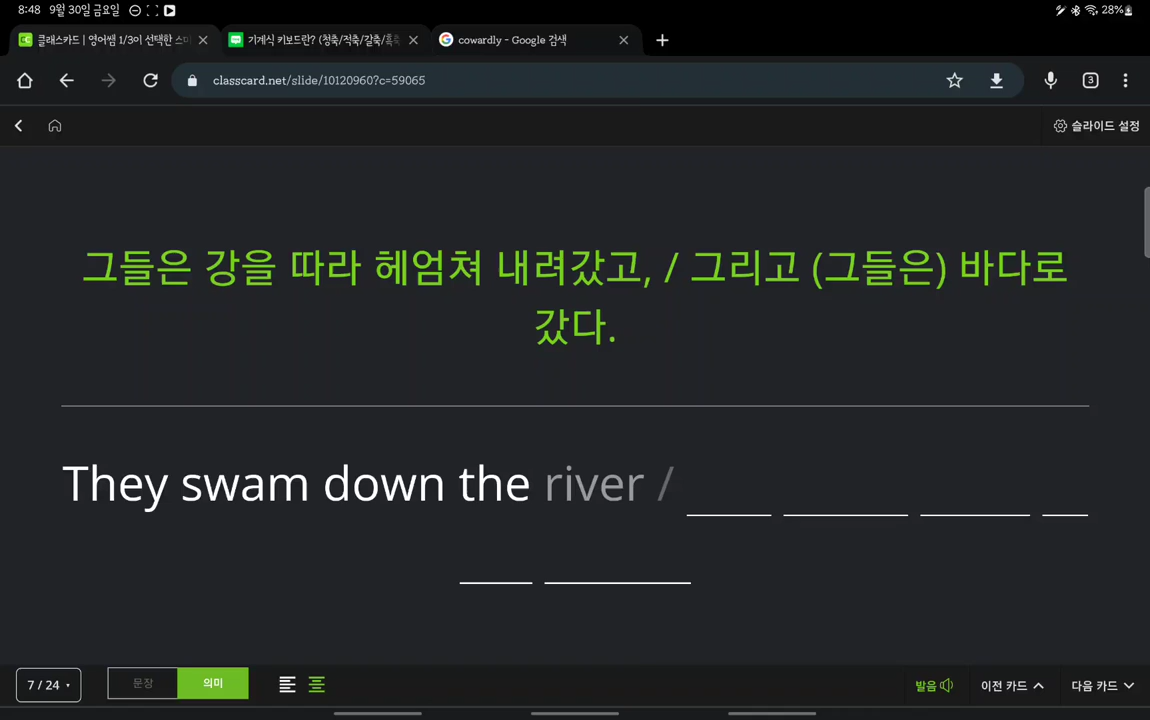 8:48 9월 30일 금요일 28%
클래스카드 | 영어쌤 1/3이 선택한 스마
기계식 키보드란? (청축/적축/갈축/흑축
cowardly - Google 검색
classcard.net/slide/10120960?c=59065
3
슬라이드 설정
그들은 강을 따라 헤엄쳐 내려갔고, / 그리고 (그들은) 바다로
갔다.
They swam down the river /
7 / 24 문장 의미 발음 이전 카드 다음 카드